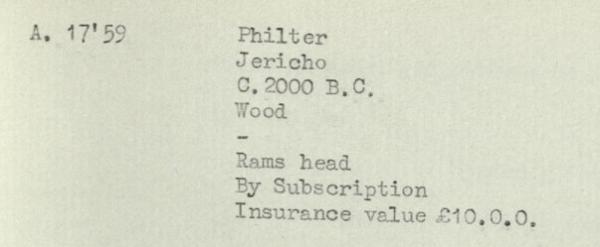 A. 17'59 Philter
Jericho
C.2000 B.C.
Wood
-
Rams head
By Subscription
Insurance value £10.0.0.